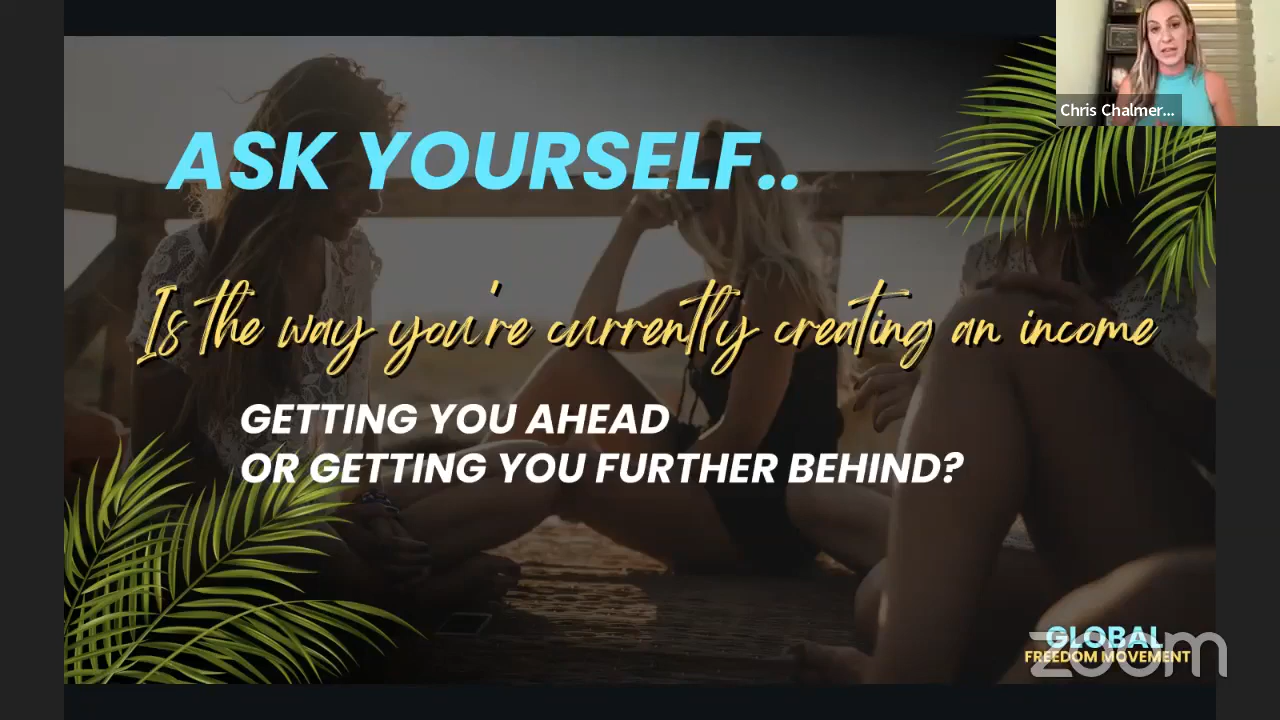 Chris Chalmer...
ASK YOURSELF..
Is the way you're currently creating an income
GETTING YOU AHEAD
OR GETTING YOU FURTHER BEHIND?
GLOBAL
FREEDOM MOVEMENT
zoom